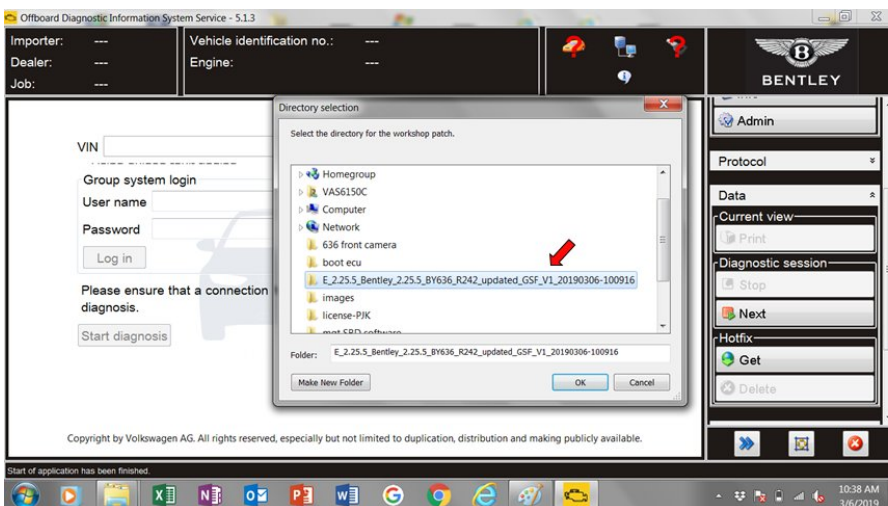 Offboard Diagnostic Information System Service - 5.1.3
Importer: ---
Dealer: ---
Job: ---
Vehicle identification no.: ---
Engine: ---
B
BENTLEY
Directory selection
Select the directory for the workshop patch.
Homegroup
VAS6150C
Computer
Network
636 front camera
boot ecu
E_2.25.5_Bentley_2.25.5_BY636_R242_updated_GSF_V1_20190306-100916
images
license-PJK
Folder: E_2.25.5_Bentley_2.25.5_BY636_R242_updated_GSF_V1_20190306-100916
Make New Folder
OK
Cancel
VIN
Group system login
User name
Password
Log in
Please ensure that a connection
diagnosis.
Start diagnosis
Admin
Protocol
Data
Current view
Print
Diagnostic session
Stop
Next
Hotfix
Get
Delete
Copyright by Volkswagen AG. All rights reserved, especially but not limited to duplication, distribution and making publicly available.
Start of application has been finished.
10:38 AM
3/6/2019